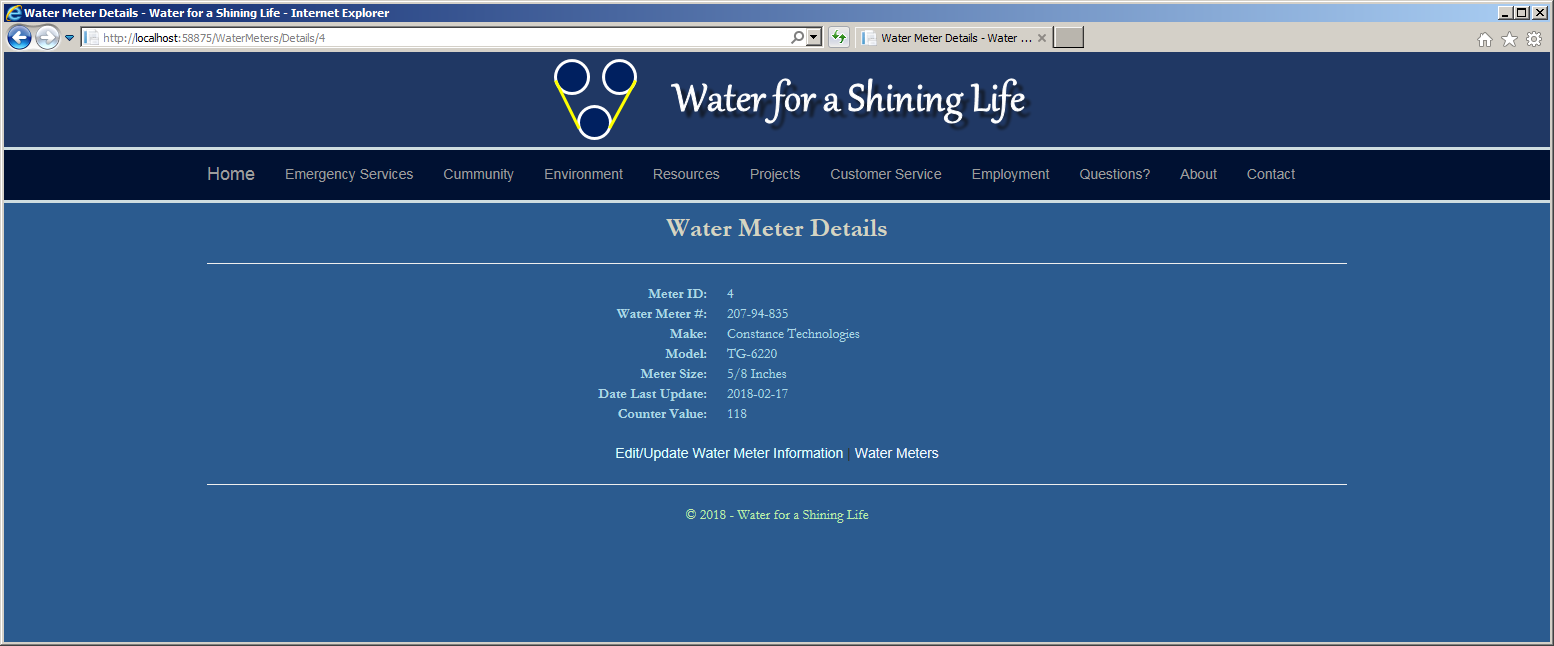 Water Meter Details - Water for a Shining Life - Internet Explorer
http://localhost:58875/WaterMeters/Details/4
Water Meter Details - Water ...
Water for a Shining Life
Home Emergency Services Cummunity Environment Resources Projects Customer Service Employment Questions? About Contact
Water Meter Details
Meter ID: 4
Water Meter #: 207-94-835
Make: Constance Technologies
Model: TG-6220
Meter Size: 5/8 Inches
Date Last Update: 2018-02-17
Counter Value: 118
Edit/Update Water Meter Information | Water Meters
© 2018 - Water for a Shining Life